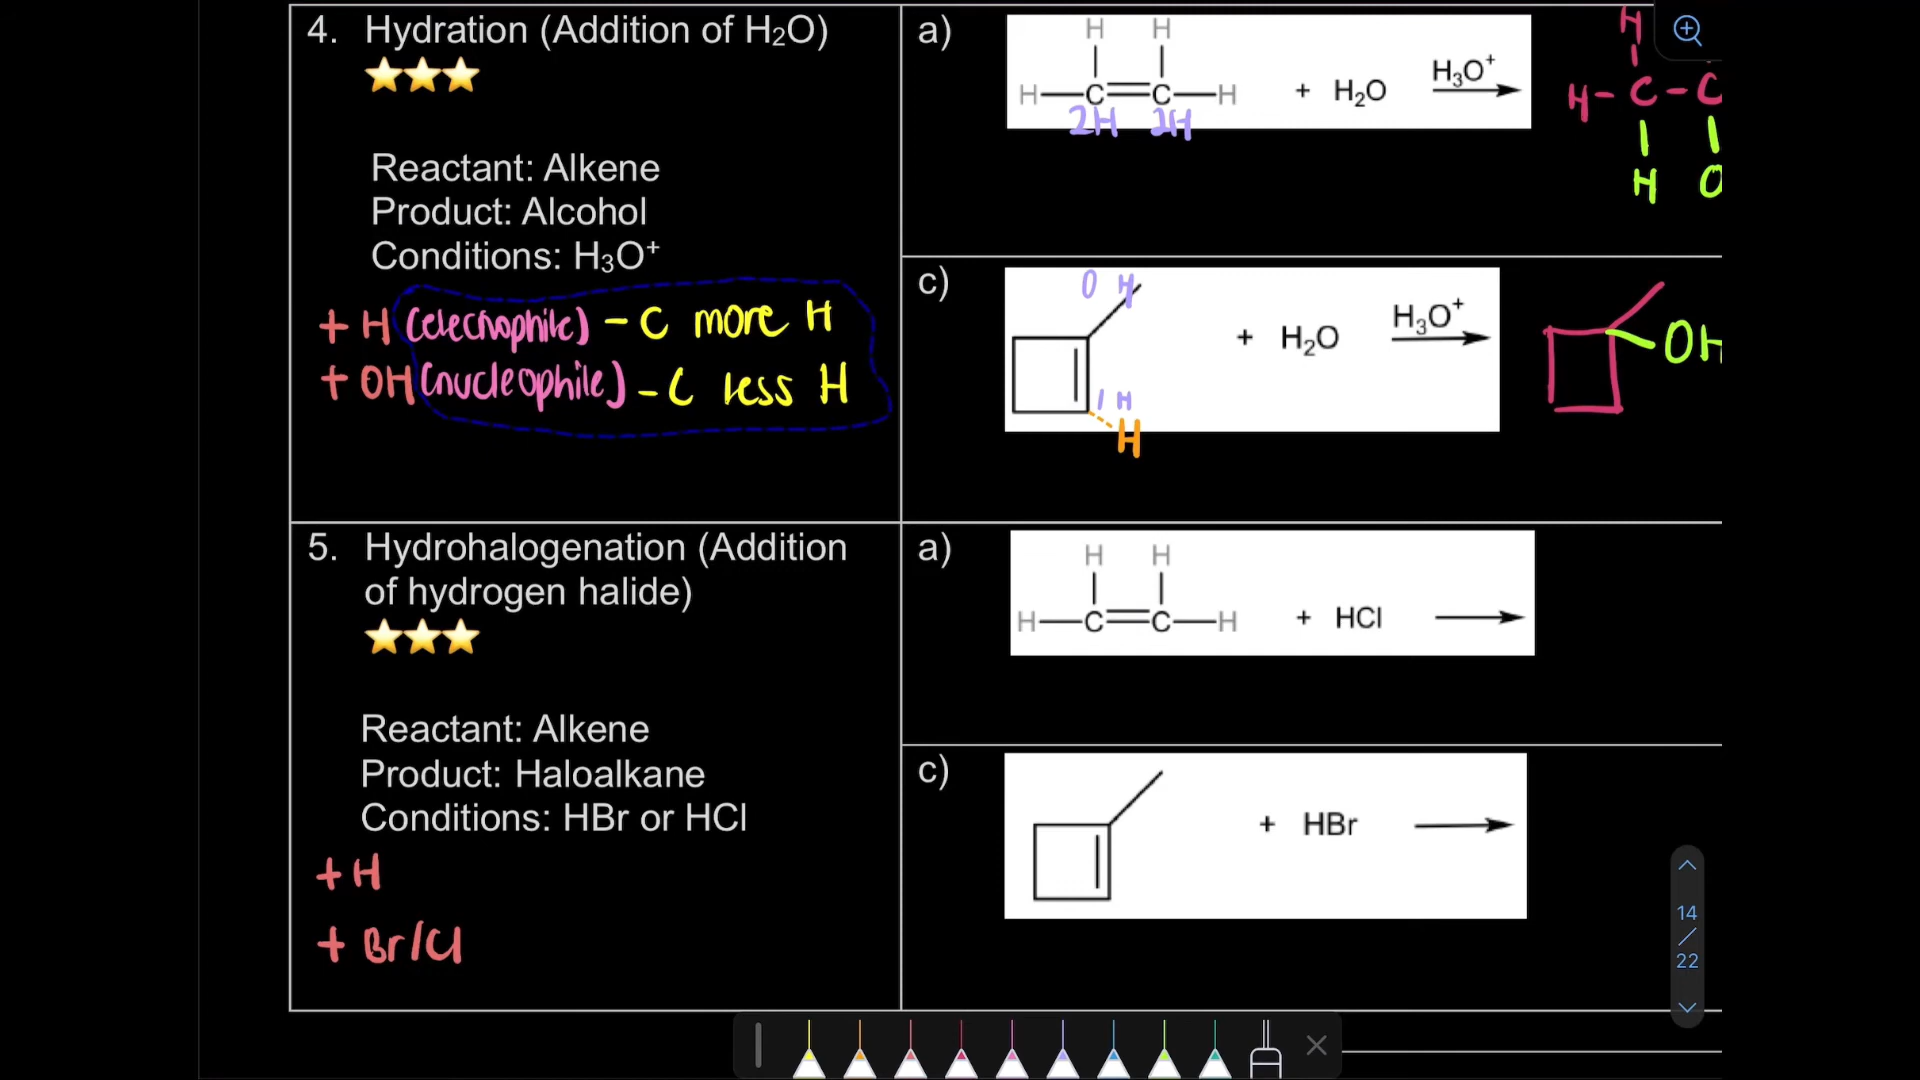 4. Hydration (Addition of H₂O)
Reactant: Alkene
Product: Alcohol
Conditions: H₃O⁺
+ H (electrophile) – C more H
+ OH (nucleophile) – C less H
a)
H H
H C C H
2H 2H
+ H₂O
H₃O⁺
H
H - C - C
H O
c)
0 H
1 H
H
+ H₂O
H₃O⁺
OH
5. Hydrohalogenation (Addition
of hydrogen halide)
Reactant: Alkene
Product: Haloalkane
Conditions: HBr or HCl
+ H
+ Br/Cl
a)
H H
H C C H
+ HCl
c)
+ HBr
14
/
22